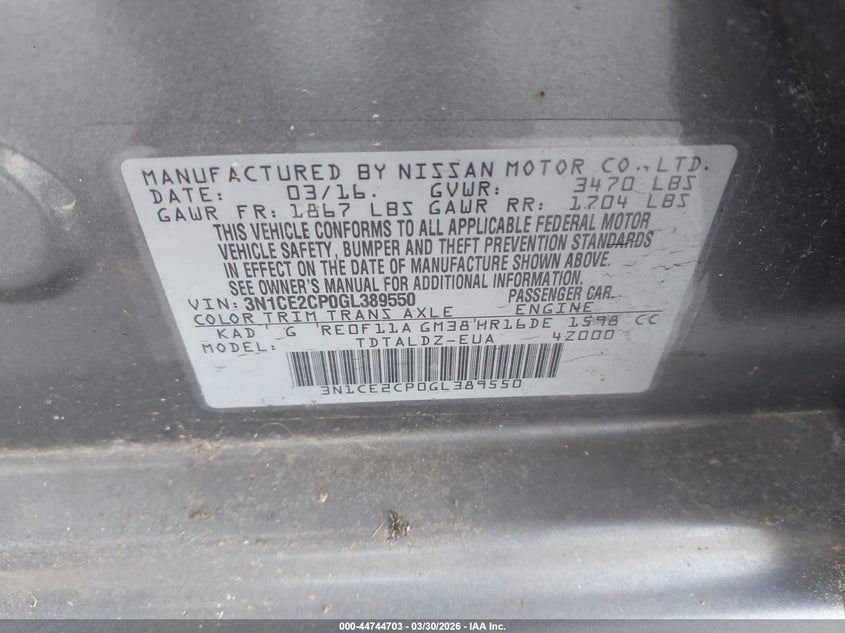 MANUFACTURED BY NISSAN MOTOR CO., LTD.
DATE: 03/16. GVWR: 3470 LBS
GAWR FR: 1867 LBS GAWR RR: 1704 LBS
THIS VEHICLE CONFORMS TO ALL APPLICABLE FEDERAL MOTOR
VEHICLE SAFETY, BUMPER AND THEFT PREVENTION STANDARDS
IN EFFECT ON THE DATE OF MANUFACTURE SHOWN ABOVE.
SEE OWNER'S MANUAL FOR ADDITIONAL INFORMATION.
VIN: 3N1CE2CP0GL389550 PASSENGER CAR.
COLOR TRIM TRANS AXLE ENGINE
KAD G RE0F11A GM38 HR16DE 1598 CC
MODEL: TDTALDZ-EUA 4Z000
3N1CE2CP0GL389550
000-44744703 - 03/30/2026 - IAA Inc.